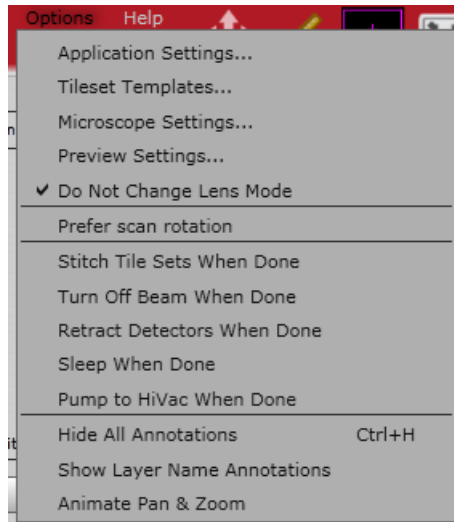 Options Help
Application Settings...
Tileset Templates...
Microscope Settings...
Preview Settings...
✔ Do Not Change Lens Mode
Prefer scan rotation
Stitch Tile Sets When Done
Turn Off Beam When Done
Retract Detectors When Done
Sleep When Done
Pump to HiVac When Done
Hide All Annotations Ctrl+H
Show Layer Name Annotations
Animate Pan & Zoom